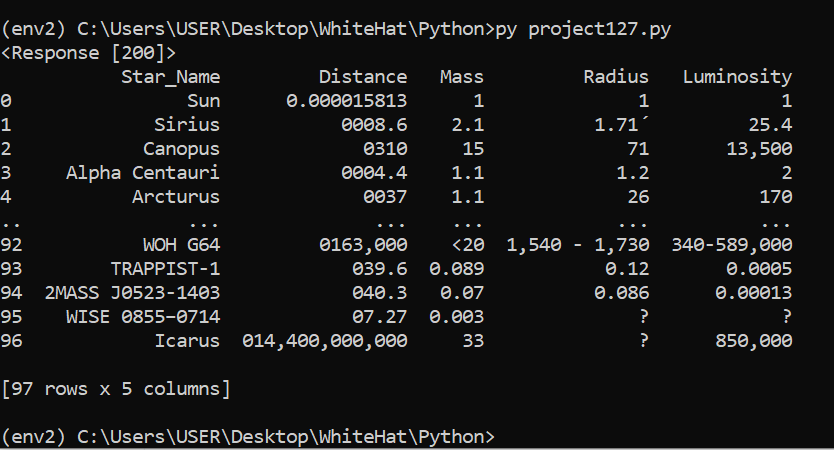 (env2) C:\Users\USER\Desktop\WhiteHat\Python>py project127.py
<Response [200]>
Star_Name Distance Mass Radius Luminosity
0 Sun 0.000015813 1 1 1
1 Sirius 0008.6 2.1 1.71´ 25.4
2 Canopus 0310 15 71 13,500
3 Alpha Centauri 0004.4 1.1 1.2 2
4 Arcturus 0037 1.1 26 170
.. ... ... ... ... ...
92 WOH G64 0163,000 <20 1,540 - 1,730 340-589,000
93 TRAPPIST-1 039.6 0.089 0.12 0.0005
94 2MASS J0523-1403 040.3 0.07 0.086 0.00013
95 WISE 0855–0714 07.27 0.003 ? ?
96 Icarus 014,400,000,000 33 ? 850,000
[97 rows x 5 columns]
(env2) C:\Users\USER\Desktop\WhiteHat\Python>